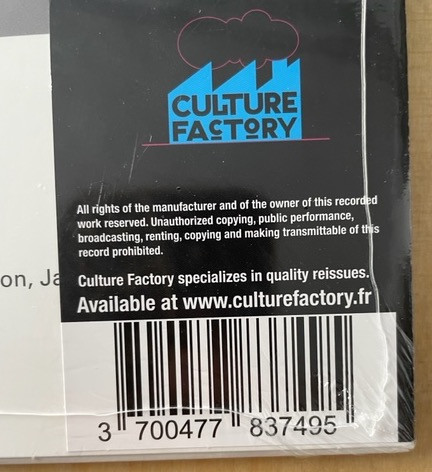 CULTURE
FACTORY
All rights of the manufacturer and of the owner of this recorded
work reserved. Unauthorized copying, public performance,
broadcasting, renting, copying and making transmittable of this
record prohibited.
on, Ja
Culture Factory specializes in quality reissues.
Available at www.culturefactory.fr
3 700477 837495